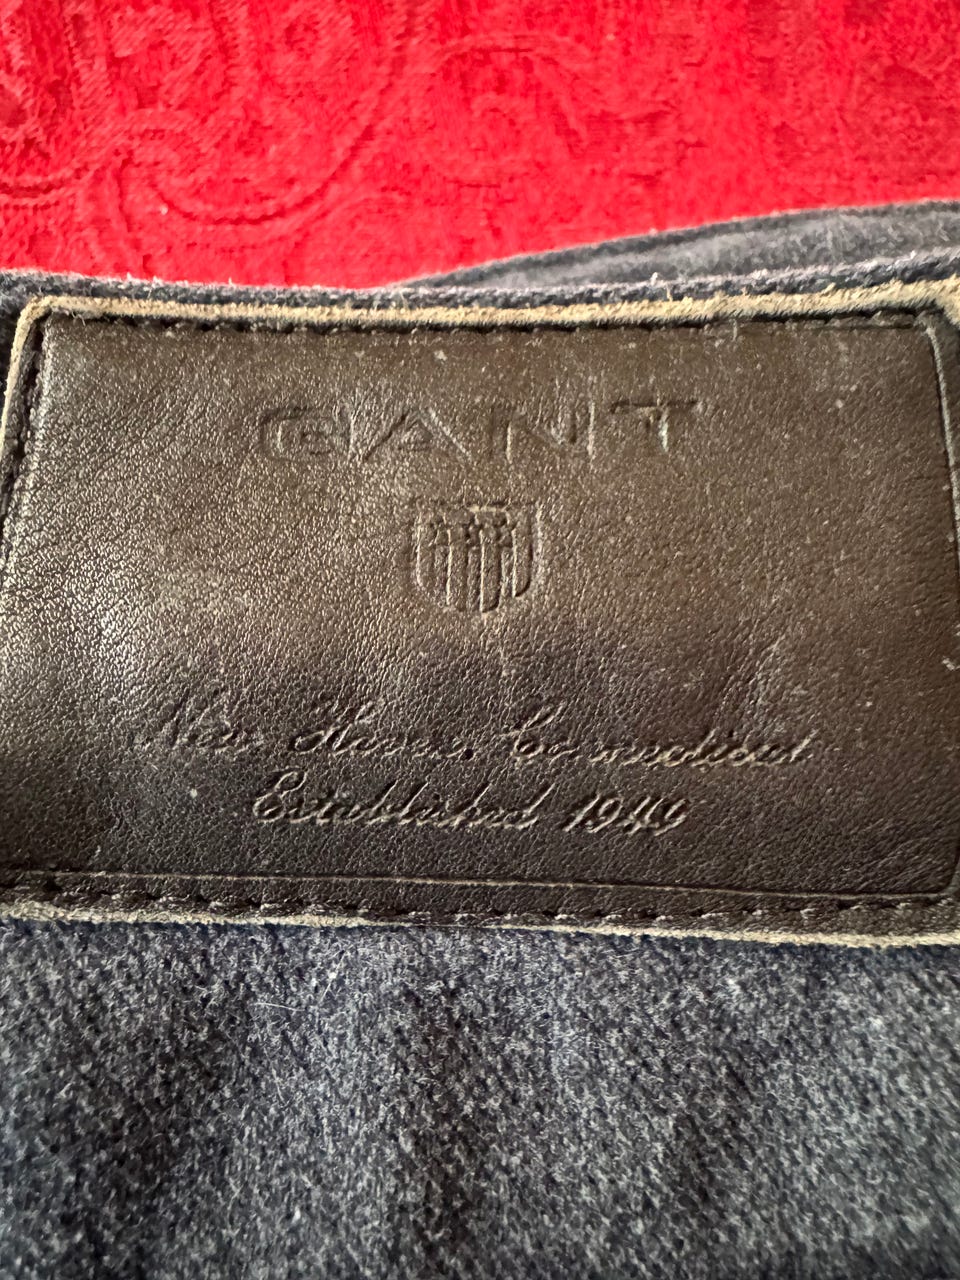 GANT
New Haven, Connecticut
Established 1949